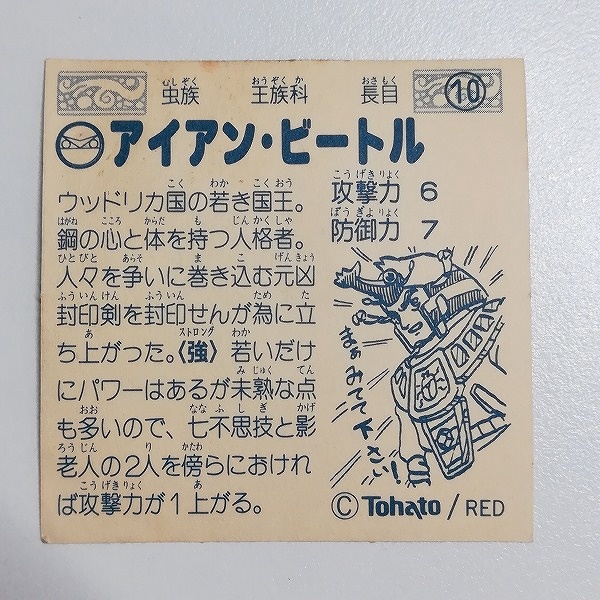 虫族 王族科 長目 10
アイアン・ビートル
ウッドリカ国の若き国王。
鋼の心と体を持つ人格者。
人々を争いに巻き込む元凶
封印剣を封印せんが為に立
ち上がった。〈強〉若いだけ
にパワーはあるが未熟な点
も多いので、七不思技と影
老人の2人を傍らにおけれ
ば攻撃力が1上がる。
攻撃力 6
防御力 7
まぁみてて下さい!
© Tohato / RED